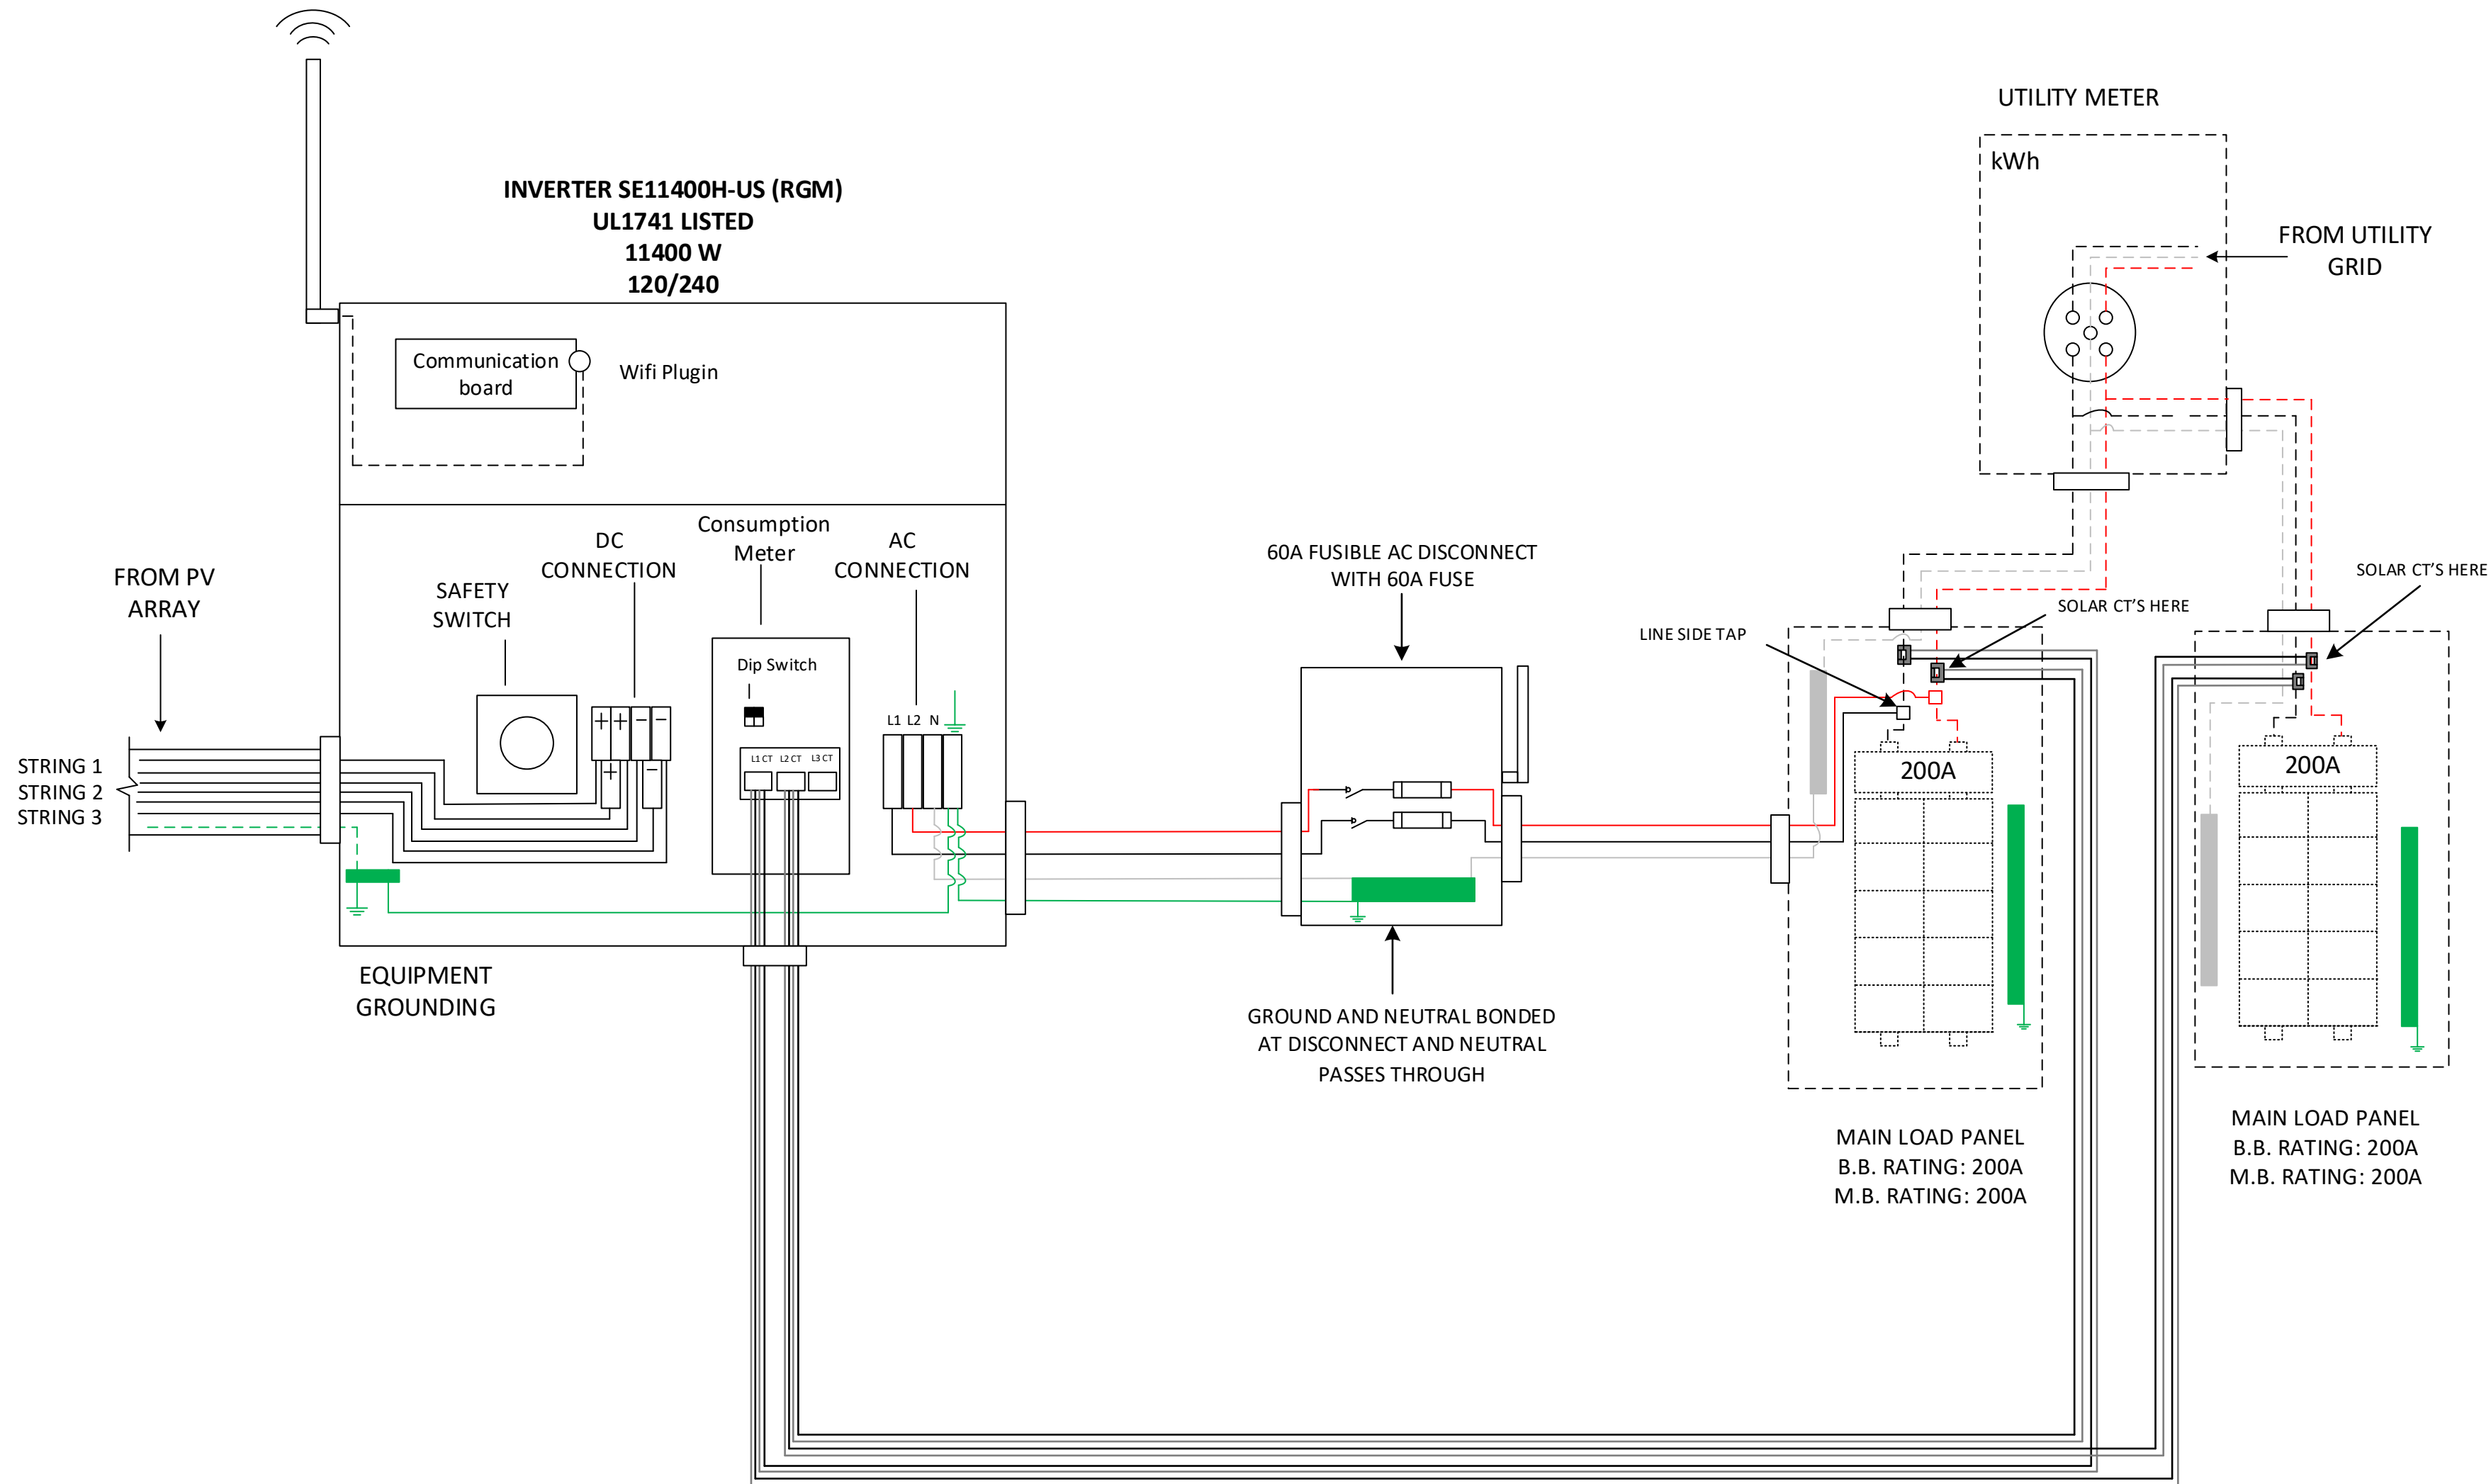 UTILITY METER
kWh
FROM UTILITY
GRID
INVERTER SE11400H-US (RGM)
UL1741 LISTED
11400 W
120/240
Communication
board
Wifi Plugin
FROM PV
ARRAY
SAFETY
SWITCH
DC
CONNECTION
Consumption
Meter
AC
CONNECTION
Dip Switch
L1 CT L2 CT L3 CT
+ + − −
+ −
L1 L2 N
STRING 1
STRING 2
STRING 3
EQUIPMENT
GROUNDING
60A FUSIBLE AC DISCONNECT
WITH 60A FUSE
GROUND AND NEUTRAL BONDED
AT DISCONNECT AND NEUTRAL
PASSES THROUGH
LINE SIDE TAP
SOLAR CT’S HERE
SOLAR CT’S HERE
200A
200A
MAIN LOAD PANEL
B.B. RATING: 200A
M.B. RATING: 200A
MAIN LOAD PANEL
B.B. RATING: 200A
M.B. RATING: 200A